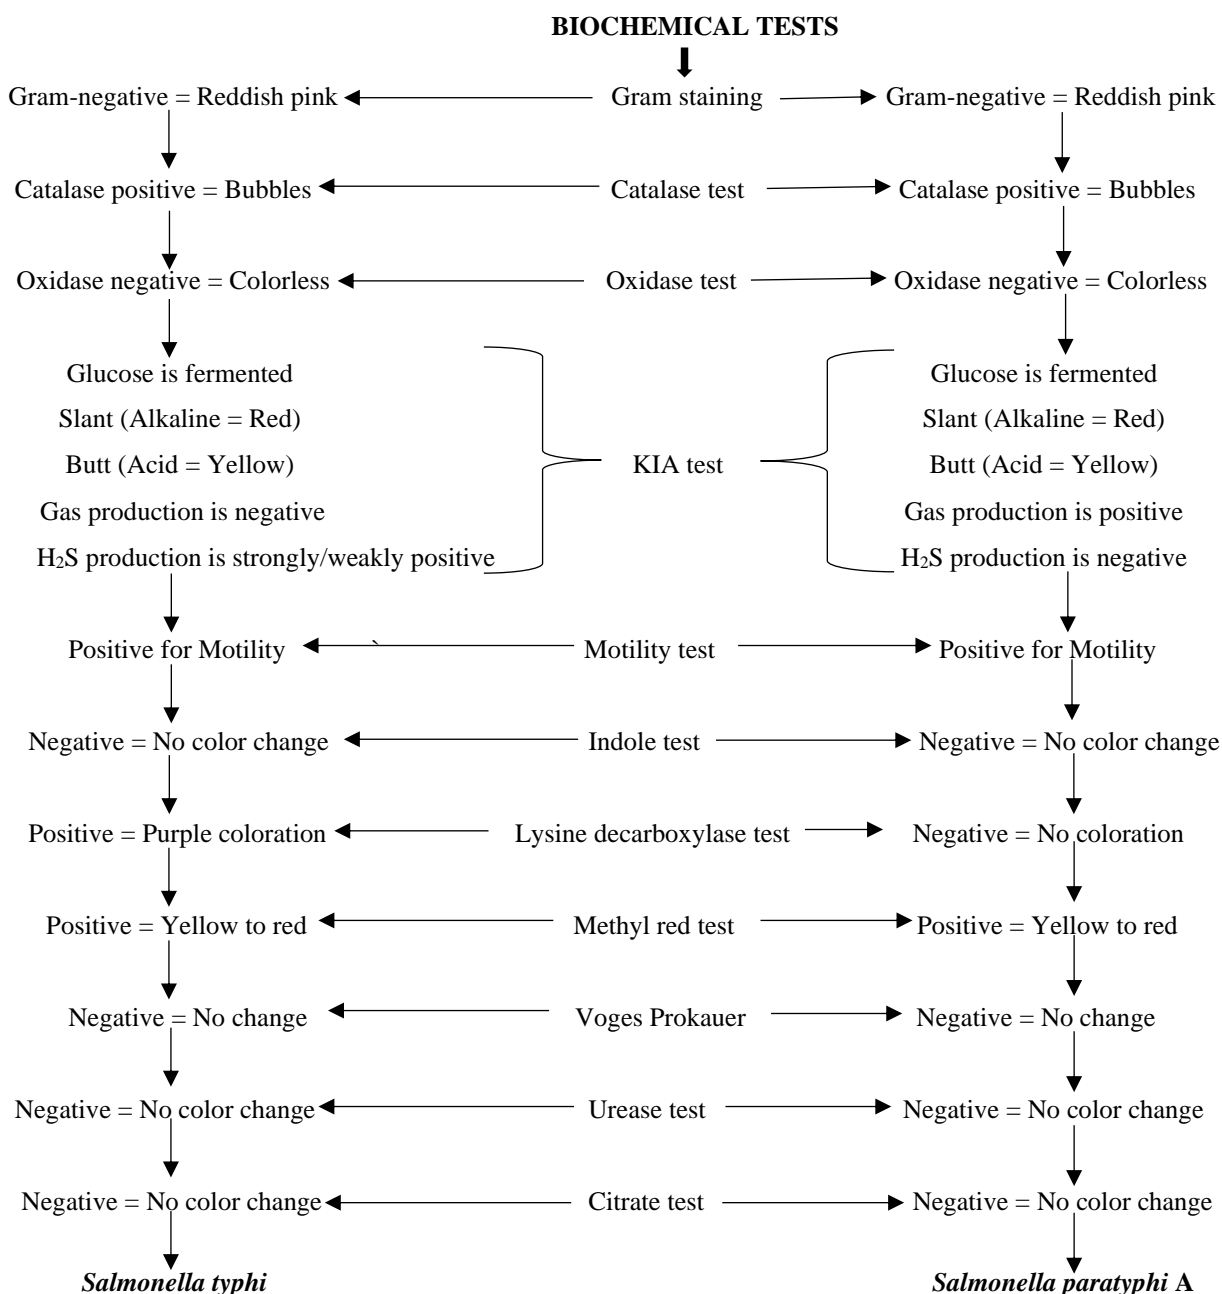 BIOCHEMICAL TESTS
Gram-negative = Reddish pink Gram staining Gram-negative = Reddish pink
Catalase positive = Bubbles Catalase test Catalase positive = Bubbles
Oxidase negative = Colorless Oxidase test Oxidase negative = Colorless
Glucose is fermented Glucose is fermented
Slant (Alkaline = Red) Slant (Alkaline = Red)
Butt (Acid = Yellow) KIA test Butt (Acid = Yellow)
Gas production is negative Gas production is positive
H₂S production is strongly/weakly positive H₂S production is negative
Positive for Motility ` Motility test Positive for Motility
Negative = No color change Indole test Negative = No color change
Positive = Purple coloration Lysine decarboxylase test Negative = No coloration
Positive = Yellow to red Methyl red test Positive = Yellow to red
Negative = No change Voges Prokauer Negative = No change
Negative = No color change Urease test Negative = No color change
Negative = No color change Citrate test Negative = No color change
Salmonella typhi Salmonella paratyphi A